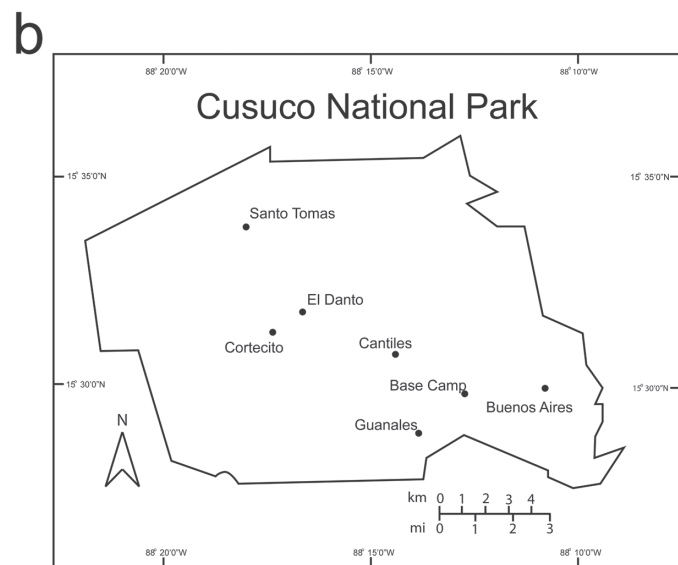 b
88° 20'0"W 88° 15'0"W 88° 10'0"W
Cusuco National Park
15° 35'0"N 15° 35'0"N
Santo Tomas
El Danto
Cortecito
Cantiles
15° 30'0"N 15° 30'0"N
Base Camp
Buenos Aires
Guanales
N
km 0 1 2 3 4
mi 0 1 2 3
88° 20'0"W 88° 15'0"W 88° 10'0"W